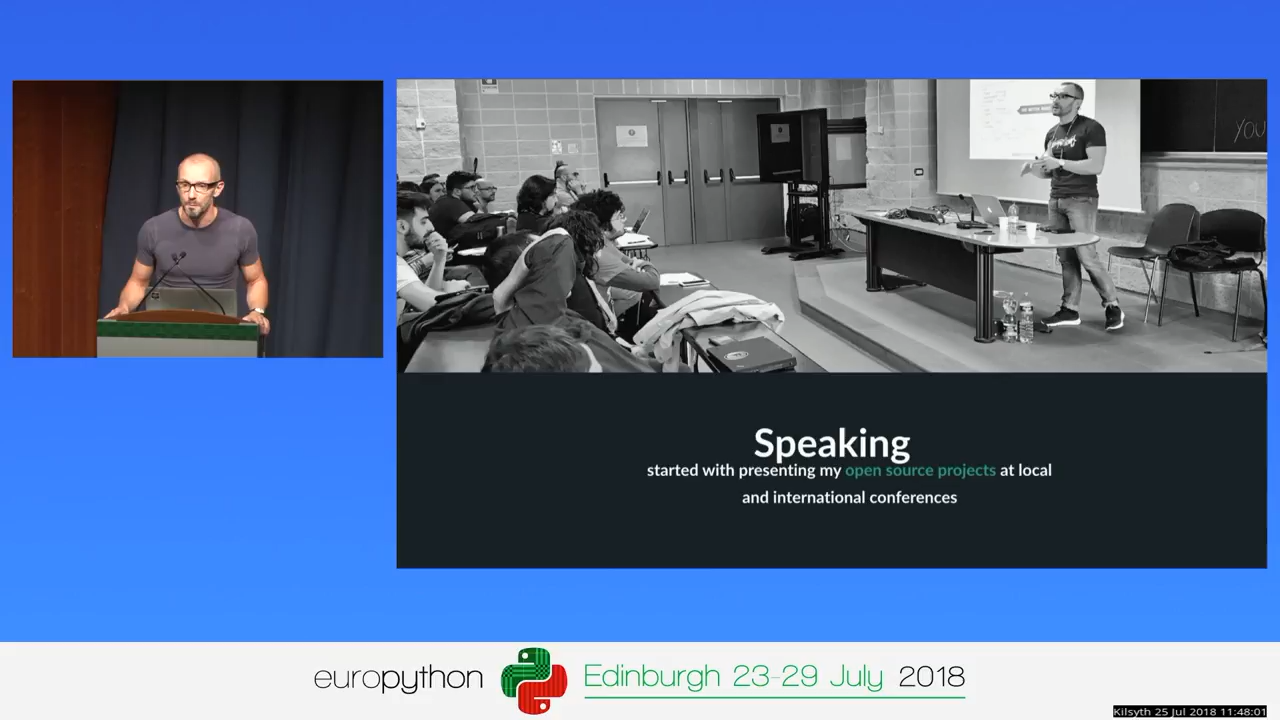 YOU
Speaking
started with presenting my open source projects at local
and international conferences
europython
Edinburgh 23-29 July 2018
Kilsyth 25 Jul 2018 11:48:01